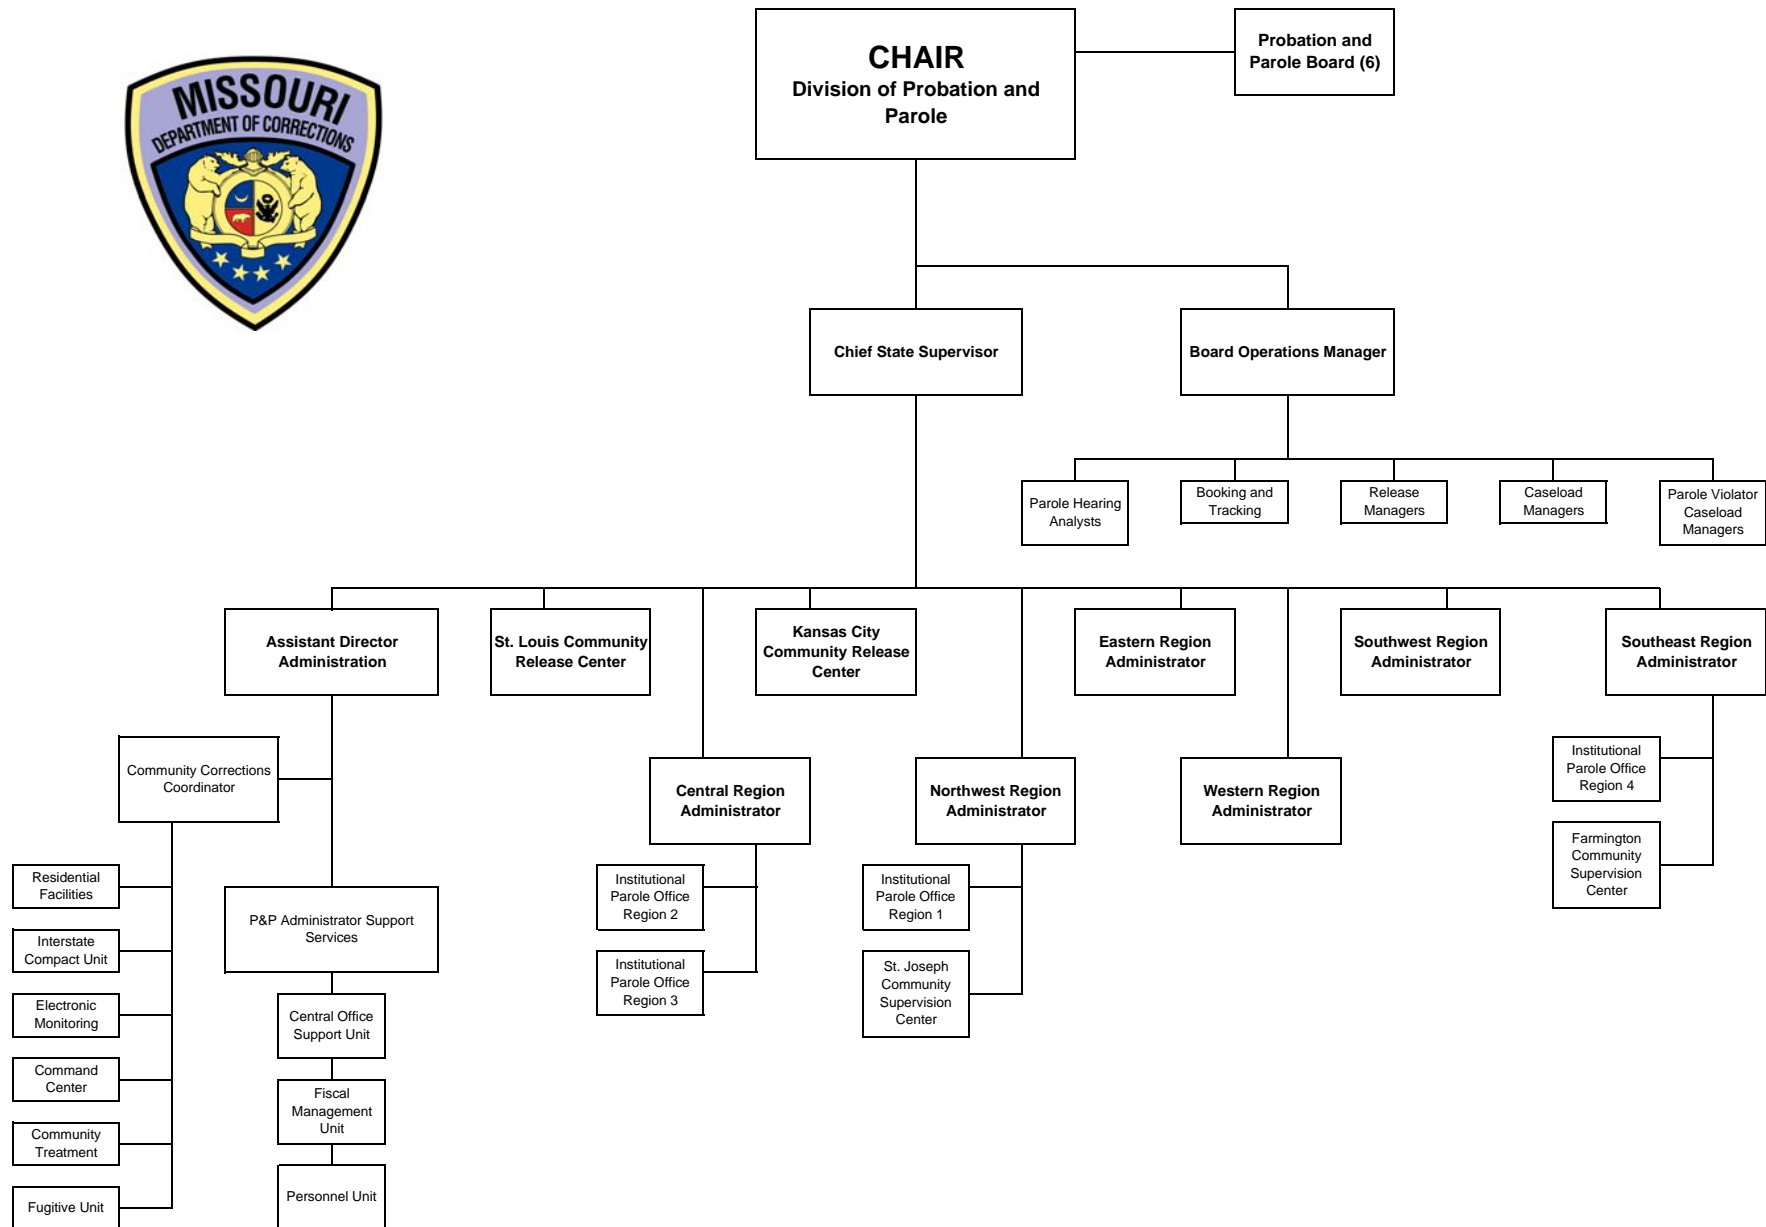 MISSOURI
DEPARTMENT OF CORRECTIONS
CHAIR
Division of Probation and
Parole
Probation and
Parole Board (6)
Chief State Supervisor
Board Operations Manager
Parole Hearing
Analysts
Booking and
Tracking
Release
Managers
Caseload
Managers
Parole Violator
Caseload
Managers
Assistant Director
Administration
St. Louis Community
Release Center
Kansas City
Community Release
Center
Eastern Region
Administrator
Southwest Region
Administrator
Southeast Region
Administrator
Community Corrections
Coordinator
Central Region
Administrator
Northwest Region
Administrator
Western Region
Administrator
Institutional
Parole Office
Region 4
Farmington
Community
Supervision
Center
Residential
Facilities
Interstate
Compact Unit
Electronic
Monitoring
Command
Center
Community
Treatment
Fugitive Unit
P&P Administrator Support
Services
Central Office
Support Unit
Fiscal
Management
Unit
Personnel Unit
Institutional
Parole Office
Region 2
Institutional
Parole Office
Region 3
Institutional
Parole Office
Region 1
St. Joseph
Community
Supervision
Center